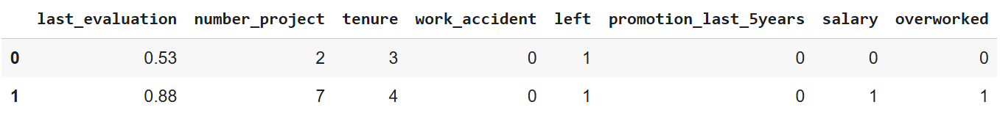 last_evaluation number_project tenure work_accident left promotion_last_5years salary overworked
0 0.53 2 3 0 1 0 0 0
1 0.88 7 4 0 1 0 1 1